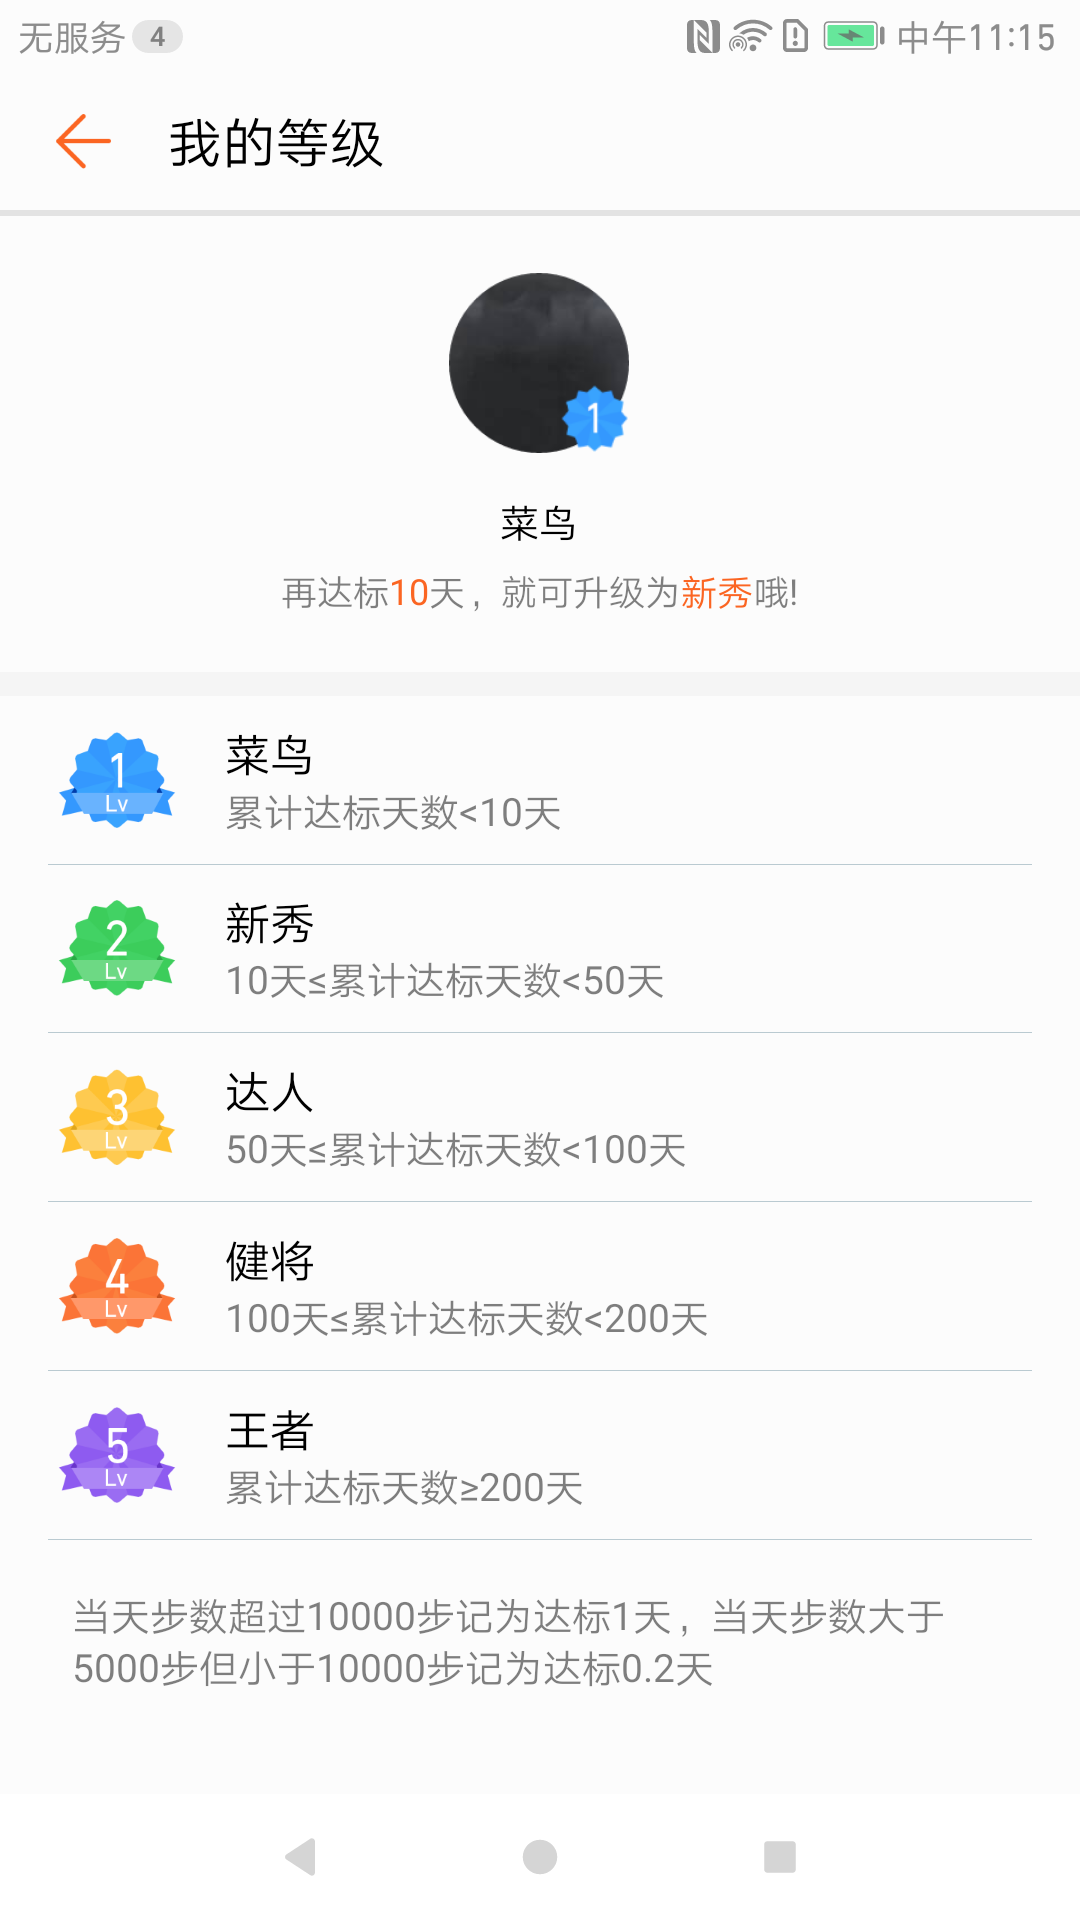 无服务 4 中午11:15
我的等级
1
菜鸟
再达标10天，就可升级为新秀哦!
1
Lv
菜鸟
累计达标天数<10天
2
Lv
新秀
10天≤累计达标天数<50天
3
Lv
达人
50天≤累计达标天数<100天
4
Lv
健将
100天≤累计达标天数<200天
5
Lv
王者
累计达标天数≥200天
当天步数超过10000步记为达标1天，当天步数大于
5000步但小于10000步记为达标0.2天